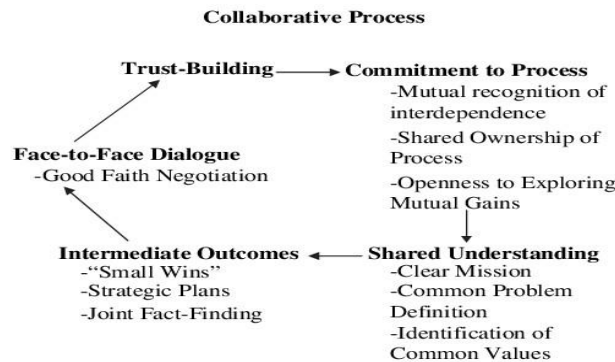 Collaborative Process
Trust-Building
Commitment to Process
-Mutual recognition of
interdependence
-Shared Ownership of
Process
-Openness to Exploring
Mutual Gains
Face-to-Face Dialogue
-Good Faith Negotiation
Intermediate Outcomes
-“Small Wins”
-Strategic Plans
-Joint Fact-Finding
Shared Understanding
-Clear Mission
-Common Problem
Definition
-Identification of
Common Values